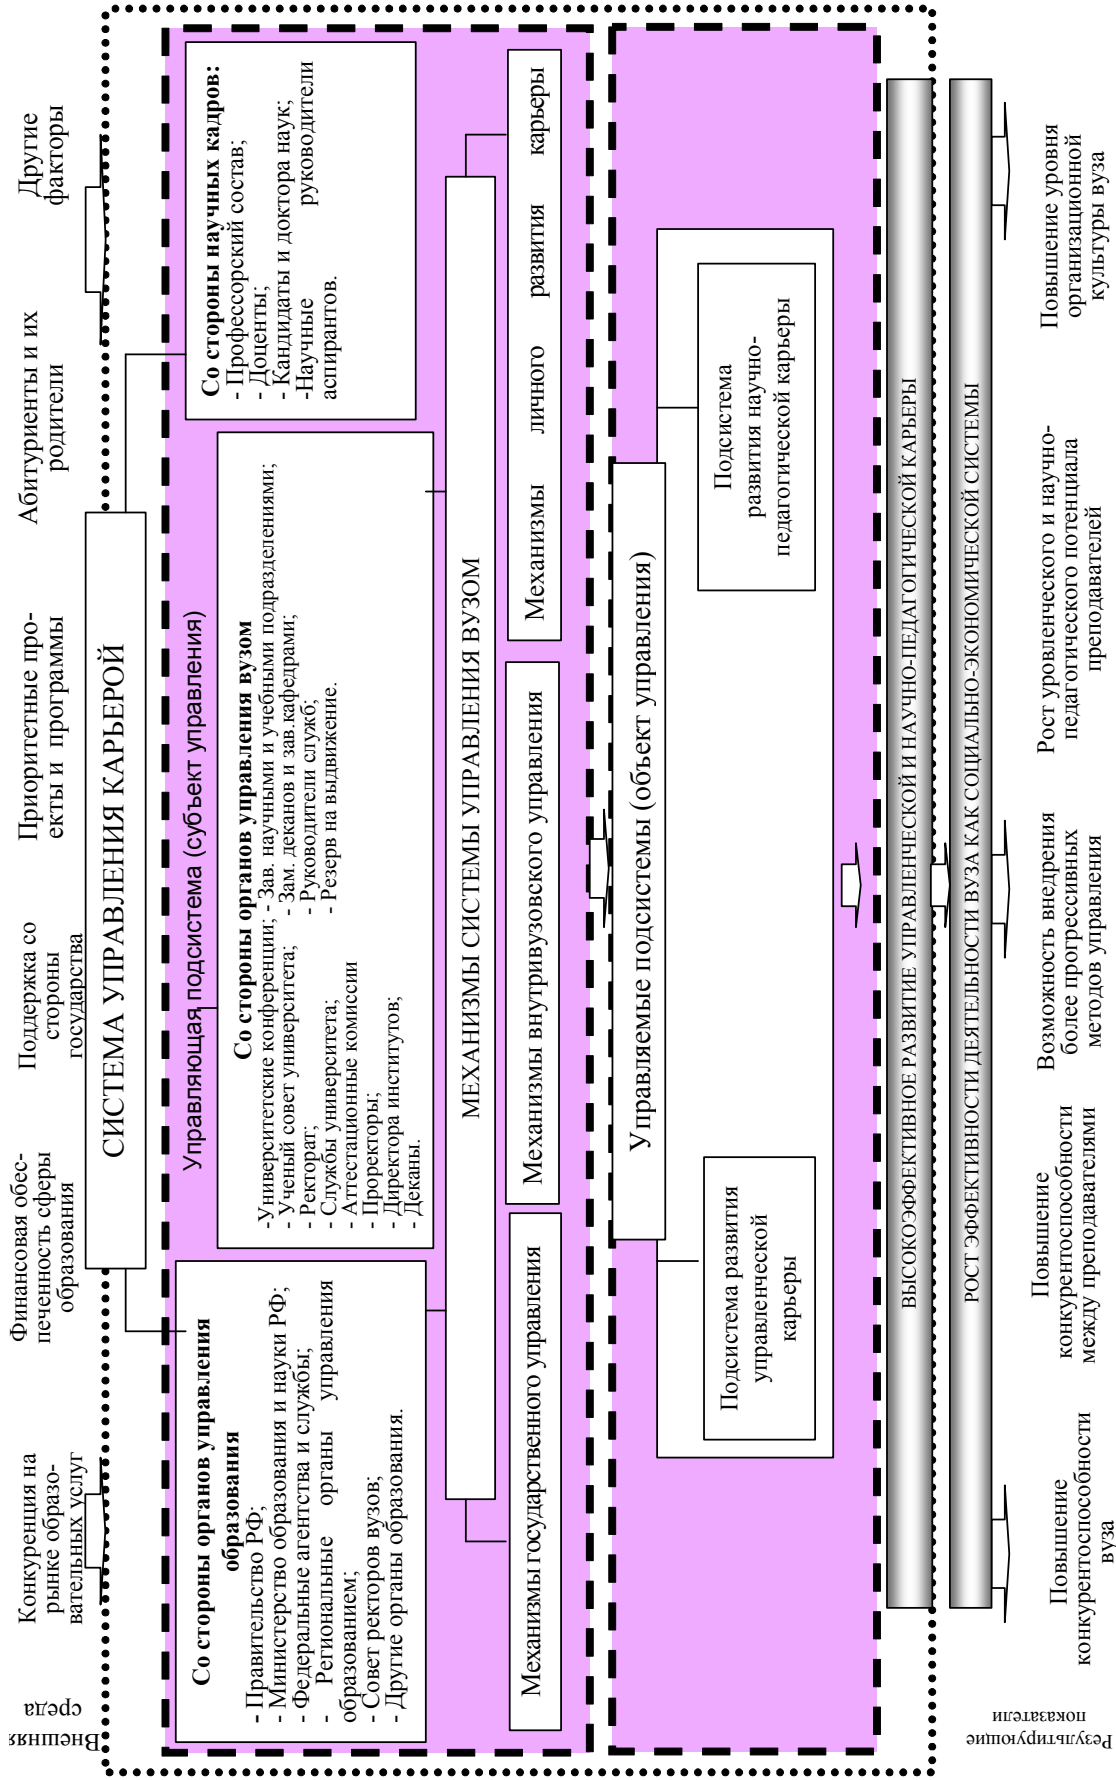 Внешняя
среда
Конкуренция на
рынке образо-
вательных услуг
Финансовая обес-
печенность сферы
образования
Поддержка со
стороны
государства
Приоритетные про-
екты и программы
Абитуриенты и их
родители
Другие
факторы
СИСТЕМА УПРАВЛЕНИЯ КАРЬЕРОЙ
Управляющая подсистема (субъект управления)
Со стороны органов управления
образования
- Правительство РФ;
- Министерство образования и науки РФ;
- Федеральные агентства и службы;
- Региональные органы управления
образованием;
- Совет ректоров вузов;
- Другие органы образования.
Со стороны органов управления вузом
-Университетские конференции;
- Ученый совет университета;
- Ректорат;
- Службы университета;
- Аттестационные комиссии
- Проректоры;
- Директора институтов;
- Деканы.
- Зав. научными и учебными подразделениями;
- Зам. деканов и зав.кафедрами;
- Руководители служб;
- Резерв на выдвижение.
Со стороны научных кадров:
- Профессорский состав;
- Доценты;
- Кандидаты и доктора наук;
-Научные руководители
аспирантов.
МЕХАНИЗМЫ СИСТЕМЫ УПРАВЛЕНИЯ ВУЗОМ
Механизмы государственного управления
Механизмы внутривузовского управления
Механизмы личного развития карьеры
Управляемые подсистемы (объект управления)
Подсистема развития
управленческой
карьеры
Подсистема
развития научно-
педагогической карьеры
ВЫСОКОЭФФЕКТИВНОЕ РАЗВИТИЕ УПРАВЛЕНЧЕСКОЙ И НАУЧНО-ПЕДАГОГИЧЕСКОЙ КАРЬЕРЫ
РОСТ ЭФФЕКТИВНОСТИ ДЕЯТЕЛЬНОСТИ ВУЗА КАК СОЦИАЛЬНО-ЭКОНОМИЧЕСКОЙ СИСТЕМЫ
Результирующие
показатели
Повышение
конкурентоспособности
вуза
Повышение
конкурентоспособности
между преподавателями
Возможность внедрения
более прогрессивных
методов управления
Рост уровленческого и научно-
педагогического потенциала
преподавателей
Повышение уровня
организационной
культуры вуза